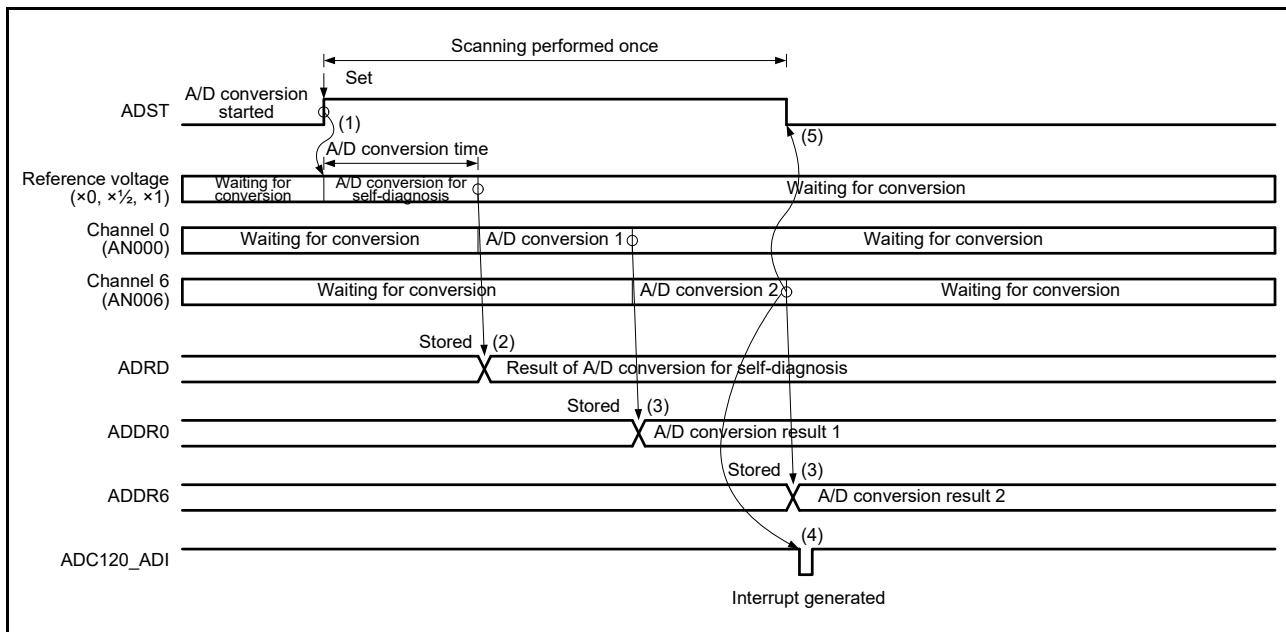 Scanning performed once
Set
ADST
A/D conversion
started
(1)
(5)
A/D conversion time
Reference voltage
(×0, ×½, ×1)
Waiting for
conversion
A/D conversion for
self-diagnosis
Waiting for conversion
Channel 0
(AN000)
Waiting for conversion
A/D conversion 1
Waiting for conversion
Channel 6
(AN006)
Waiting for conversion
A/D conversion 2
Waiting for conversion
Stored (2)
ADRD
Result of A/D conversion for self-diagnosis
Stored (3)
ADDR0
A/D conversion result 1
Stored (3)
ADDR6
A/D conversion result 2
(4)
ADC120_ADI
Interrupt generated